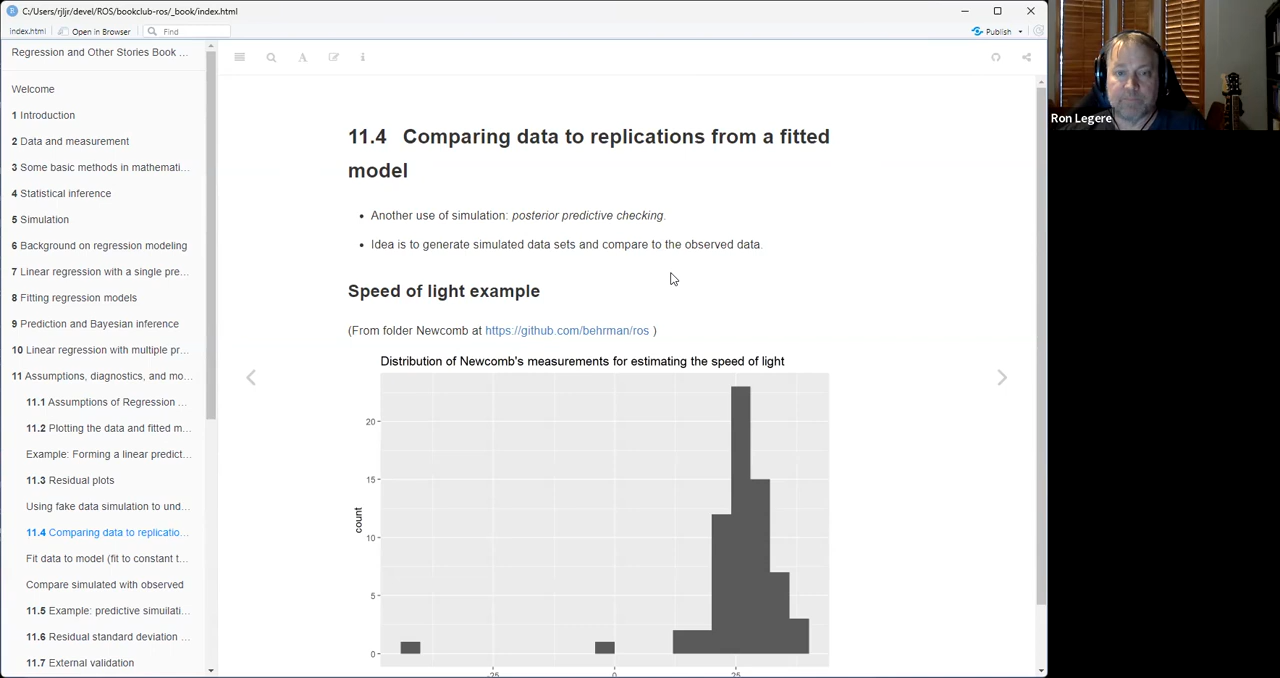 C:/Users/rjljr/devel/ROS/bookclub-ros/_book/index.html
index.html
Open in Browser
Find
Publish
Regression and Other Stories Book ...
Welcome
1 Introduction
2 Data and measurement
3 Some basic methods in mathemati...
4 Statistical inference
5 Simulation
6 Background on regression modeling
7 Linear regression with a single pre...
8 Fitting regression models
9 Prediction and Bayesian inference
10 Linear regression with multiple pr...
11 Assumptions, diagnostics, and mo...
11.1 Assumptions of Regression ...
11.2 Plotting the data and fitted m...
Example: Forming a linear predict...
11.3 Residual plots
Using fake data simulation to und...
11.4 Comparing data to replicatio...
Fit data to model (fit to constant t...
Compare simulated with observed
11.5 Example: predictive simuilati...
11.6 Residual standard deviation ...
11.7 External validation
11.4 Comparing data to replications from a fitted
model
• Another use of simulation: posterior predictive checking.
• Idea is to generate simulated data sets and compare to the observed data.
Speed of light example
(From folder Newcomb at https://github.com/behrman/ros )
Distribution of Newcomb's measurements for estimating the speed of light
20
15
10
5
0
count
-25
0
25
Ron Legere